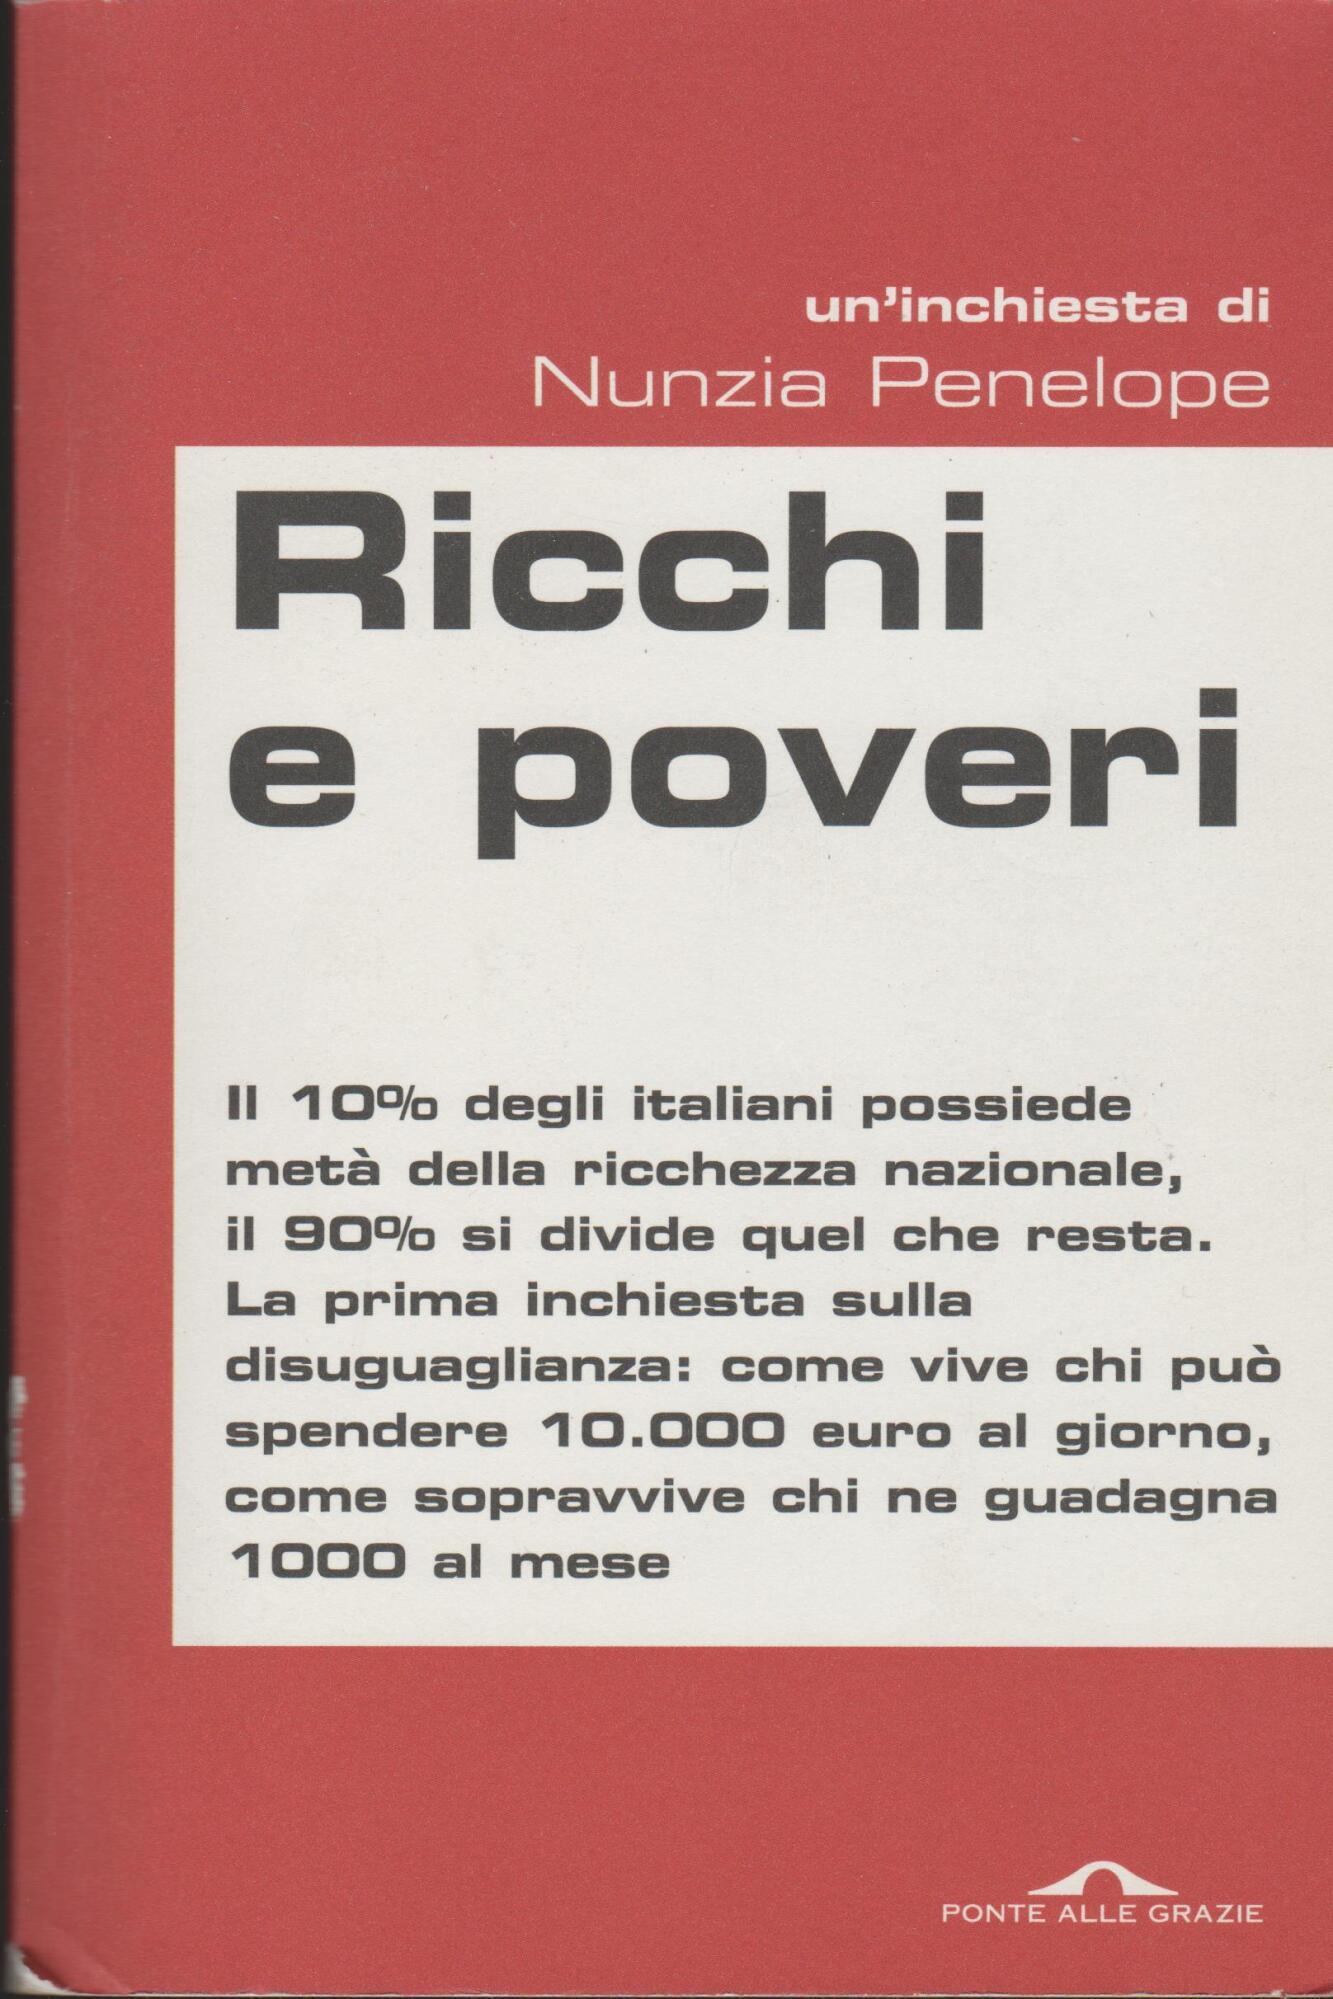 un'inchiesta di
Nunzia Penelope
Ricchi
e poveri
Il 10% degli italiani possiede
metà della ricchezza nazionale,
il 90% si divide quel che resta.
La prima inchiesta sulla
disuguaglianza: come vive chi può
spendere 10.000 euro al giorno,
come sopravvive chi ne guadagna
1000 al mese
PONTE ALLE GRAZIE